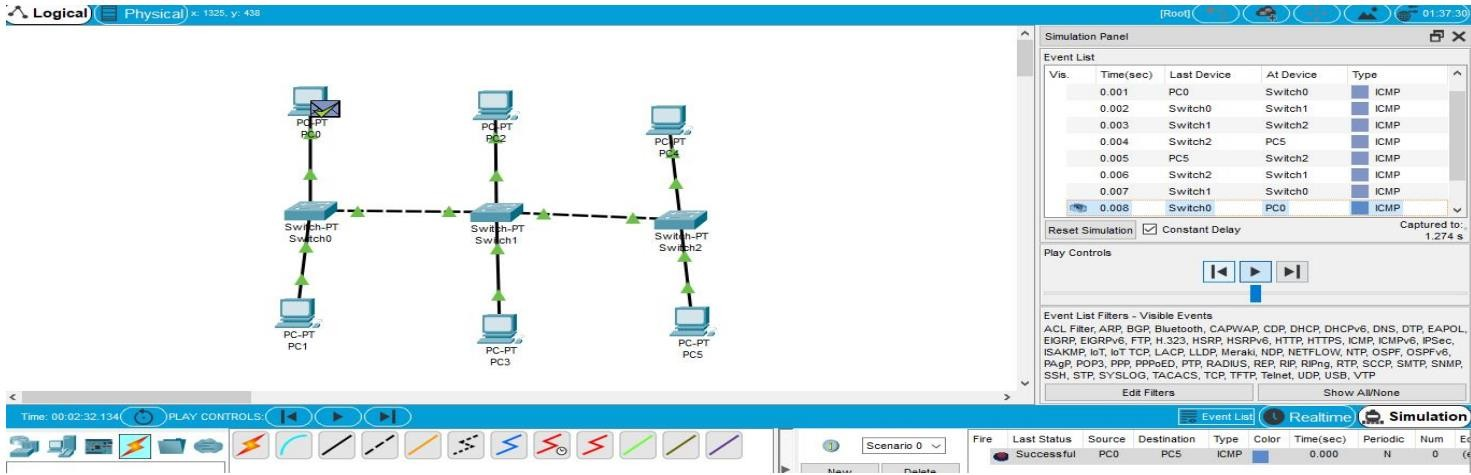 Logical Physical x: 1325, y: 438 [Root] 01:37:30
PC-PT
PC0
PC-PT
PC2
PC-PT
PC4
Switch-PT
Switch0
Switch-PT
Switch1
Switch-PT
Switch2
PC-PT
PC1
PC-PT
PC3
PC-PT
PC5
Simulation Panel
Event List
Vis. Time(sec) Last Device At Device Type
0.001 PC0 Switch0 ICMP
0.002 Switch0 Switch1 ICMP
0.003 Switch1 Switch2 ICMP
0.004 Switch2 PC5 ICMP
0.005 PC5 Switch2 ICMP
0.006 Switch2 Switch1 ICMP
0.007 Switch1 Switch0 ICMP
0.008 Switch0 PC0 ICMP
Reset Simulation Constant Delay Captured to:
1.274 s
Play Controls
Event List Filters - Visible Events
ACL Filter, ARP, BGP, Bluetooth, CAPWAP, CDP, DHCP, DHCPv6, DNS, DTP, EAPOL,
EIGRP, EIGRPv6, FTP, H.323, HSRP, HSRPv6, HTTP, HTTPS, ICMP, ICMPv6, IPSec,
ISAKMP, IoT, IoT TCP, LACP, LLDP, Meraki, NDP, NETFLOW, NTP, OSPF, OSPFv6,
PAgP, POP3, PPP, PPPoED, PTP, RADIUS, REP, RIP, RIPng, RTP, SCCP, SMTP, SNMP,
SSH, STP, SYSLOG, TACACS, TCP, TFTP, Telnet, UDP, USB, VTP
Edit Filters Show All/None
Time: 00:02:32.134 PLAY CONTROLS: Event List Realtime Simulation
Scenario 0
New Delete
Fire Last Status Source Destination Type Color Time(sec) Periodic Num Ed
Successful PC0 PC5 ICMP 0.000 N 0 (e